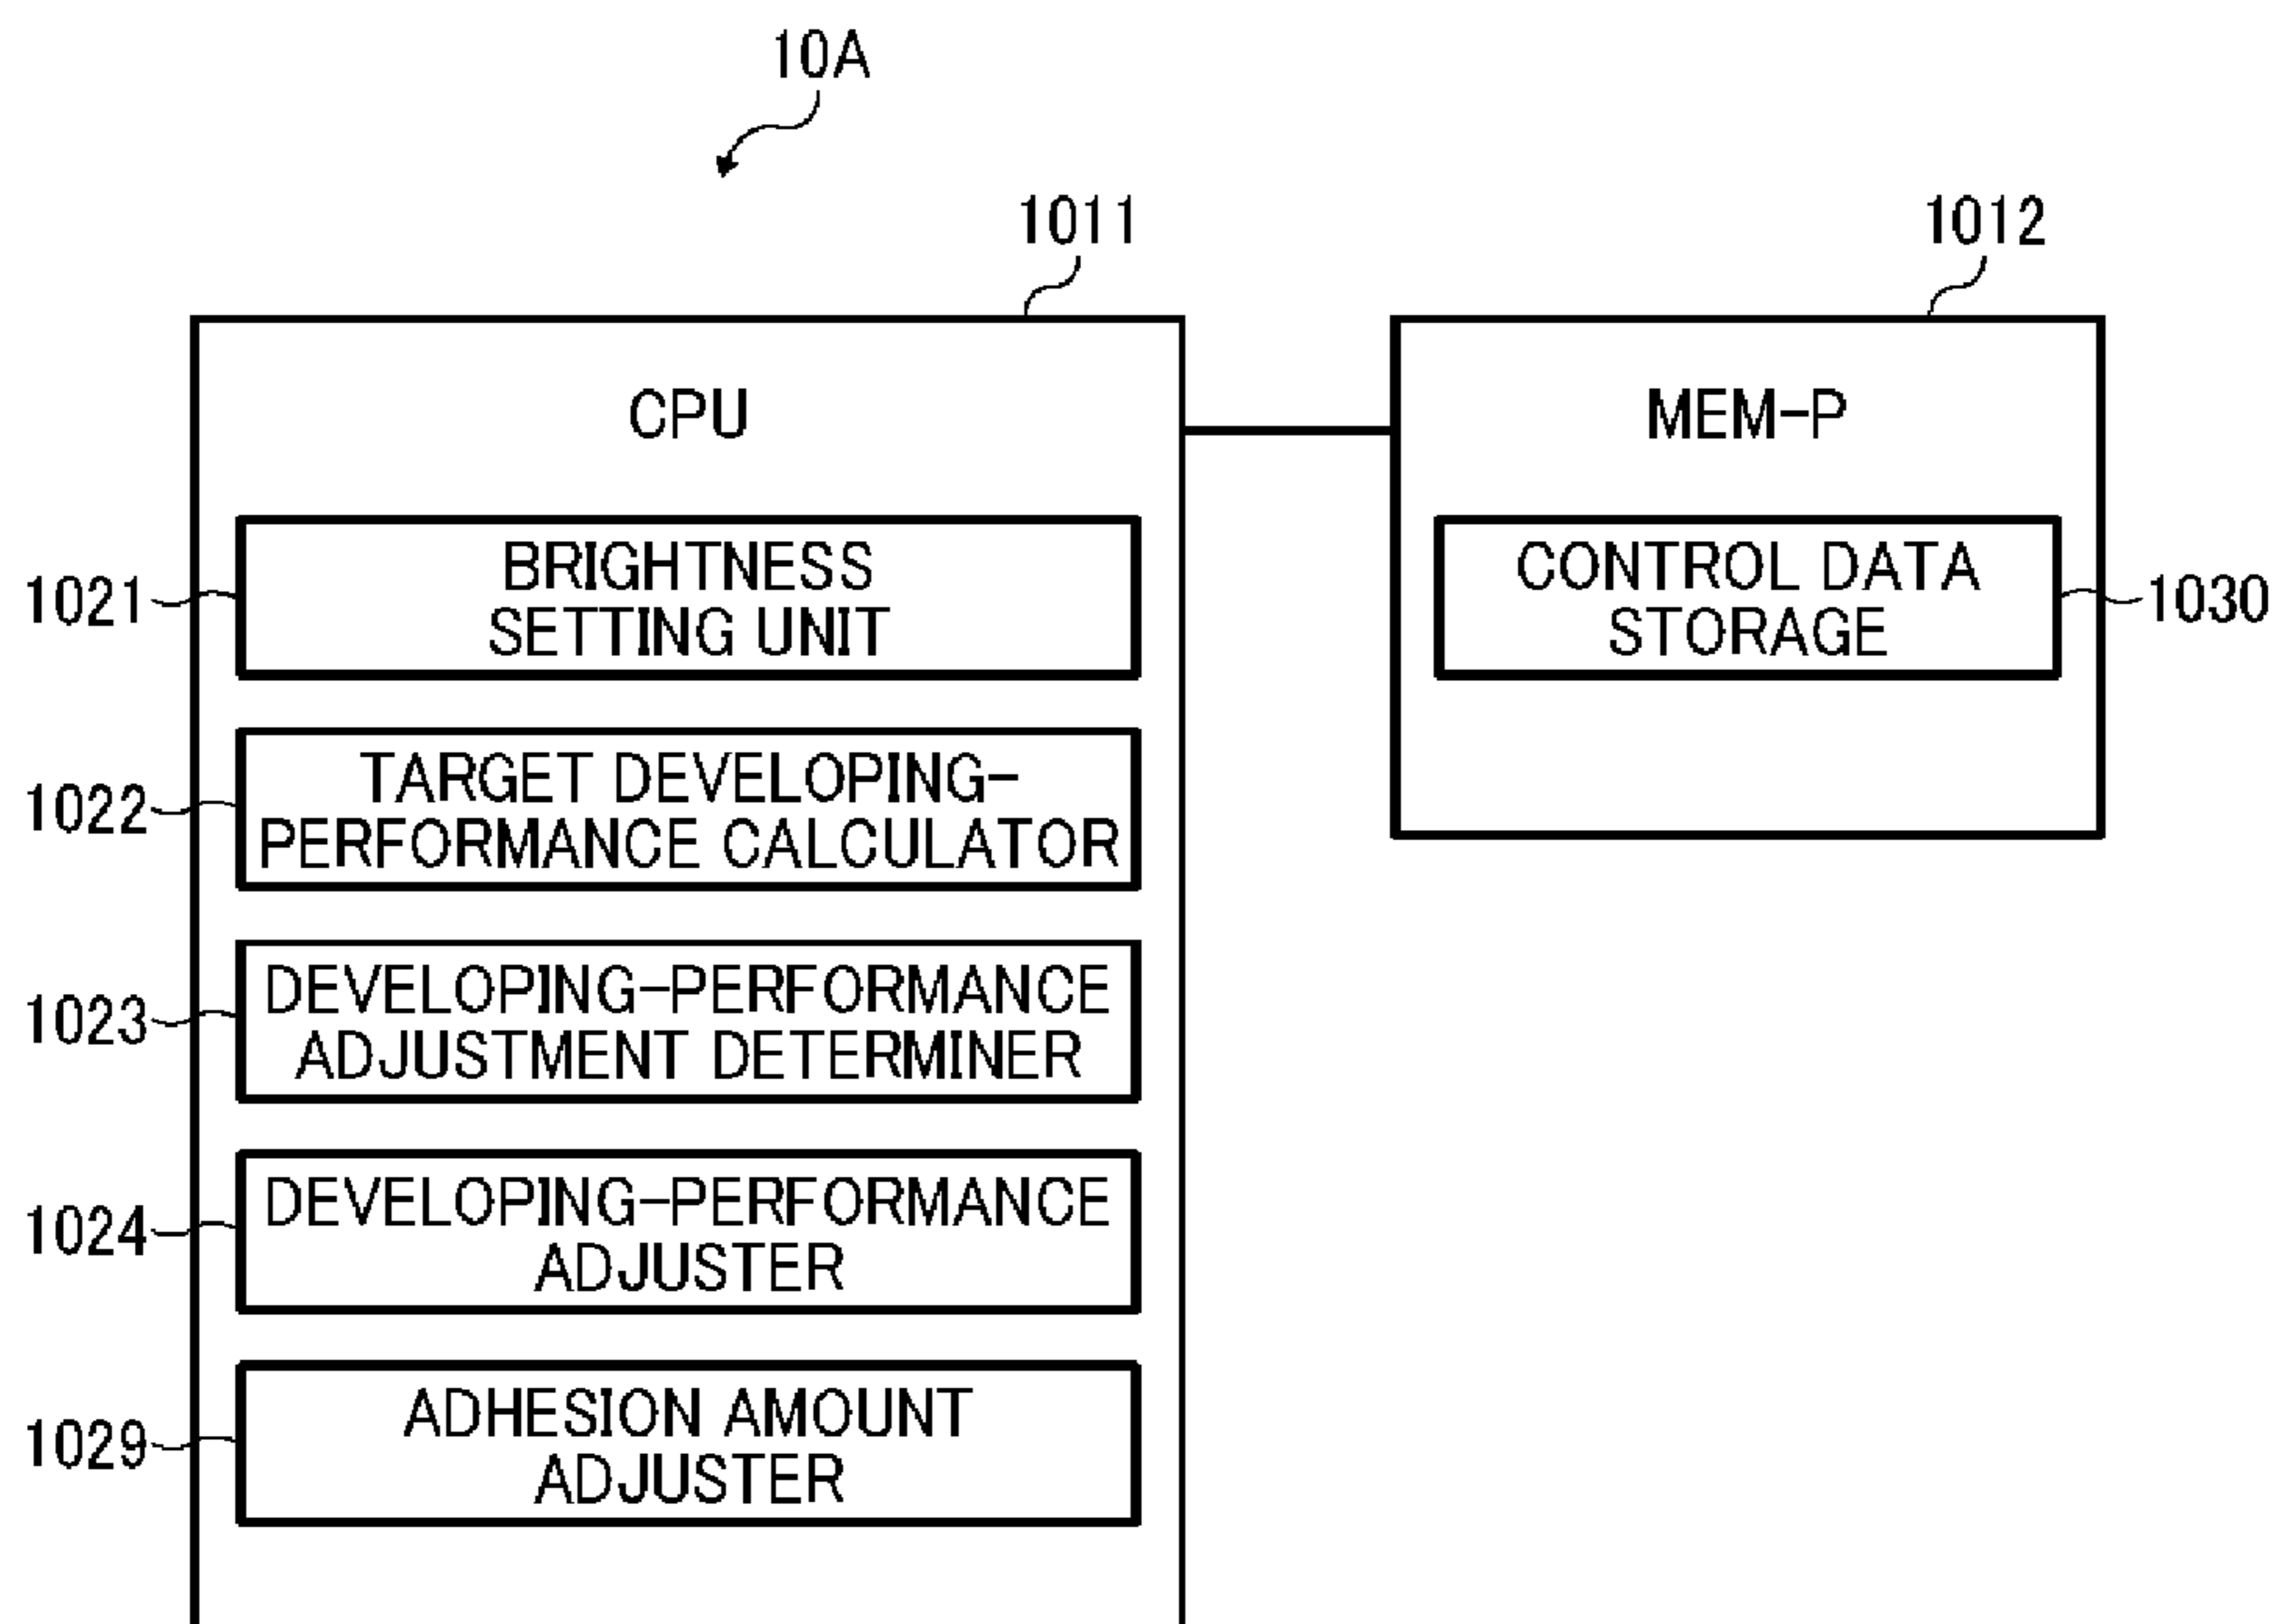 10A
1011
1012
CPU
MEM-P
BRIGHTNESS
SETTING UNIT
1021
CONTROL DATA
STORAGE
1030
TARGET DEVELOPING-
PERFORMANCE CALCULATOR
1022
DEVELOPING-PERFORMANCE
ADJUSTMENT DETERMINER
1023
DEVELOPING-PERFORMANCE
ADJUSTER
1024
ADHESION AMOUNT
ADJUSTER
1029